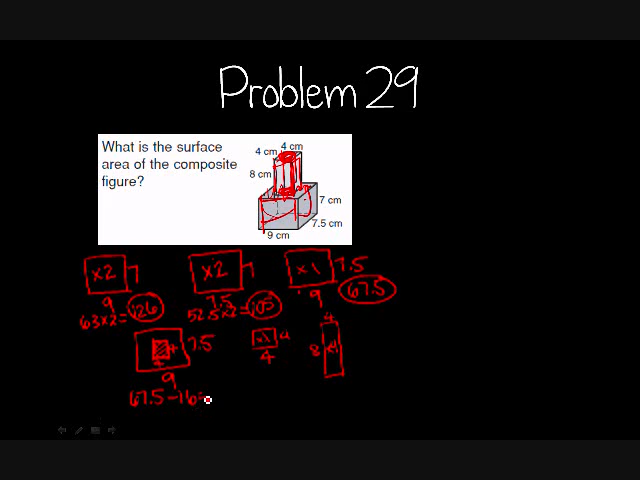 Problem 29
What is the surface
area of the composite
figure?
4 cm 4 cm
8 cm
7 cm
7.5 cm
9 cm
x2 7
9
63x2= 126
x2 7
7.5
52.5x2= 105
x1 7.5
9 67.5
7.5
9
67.5-16=
4
4
8